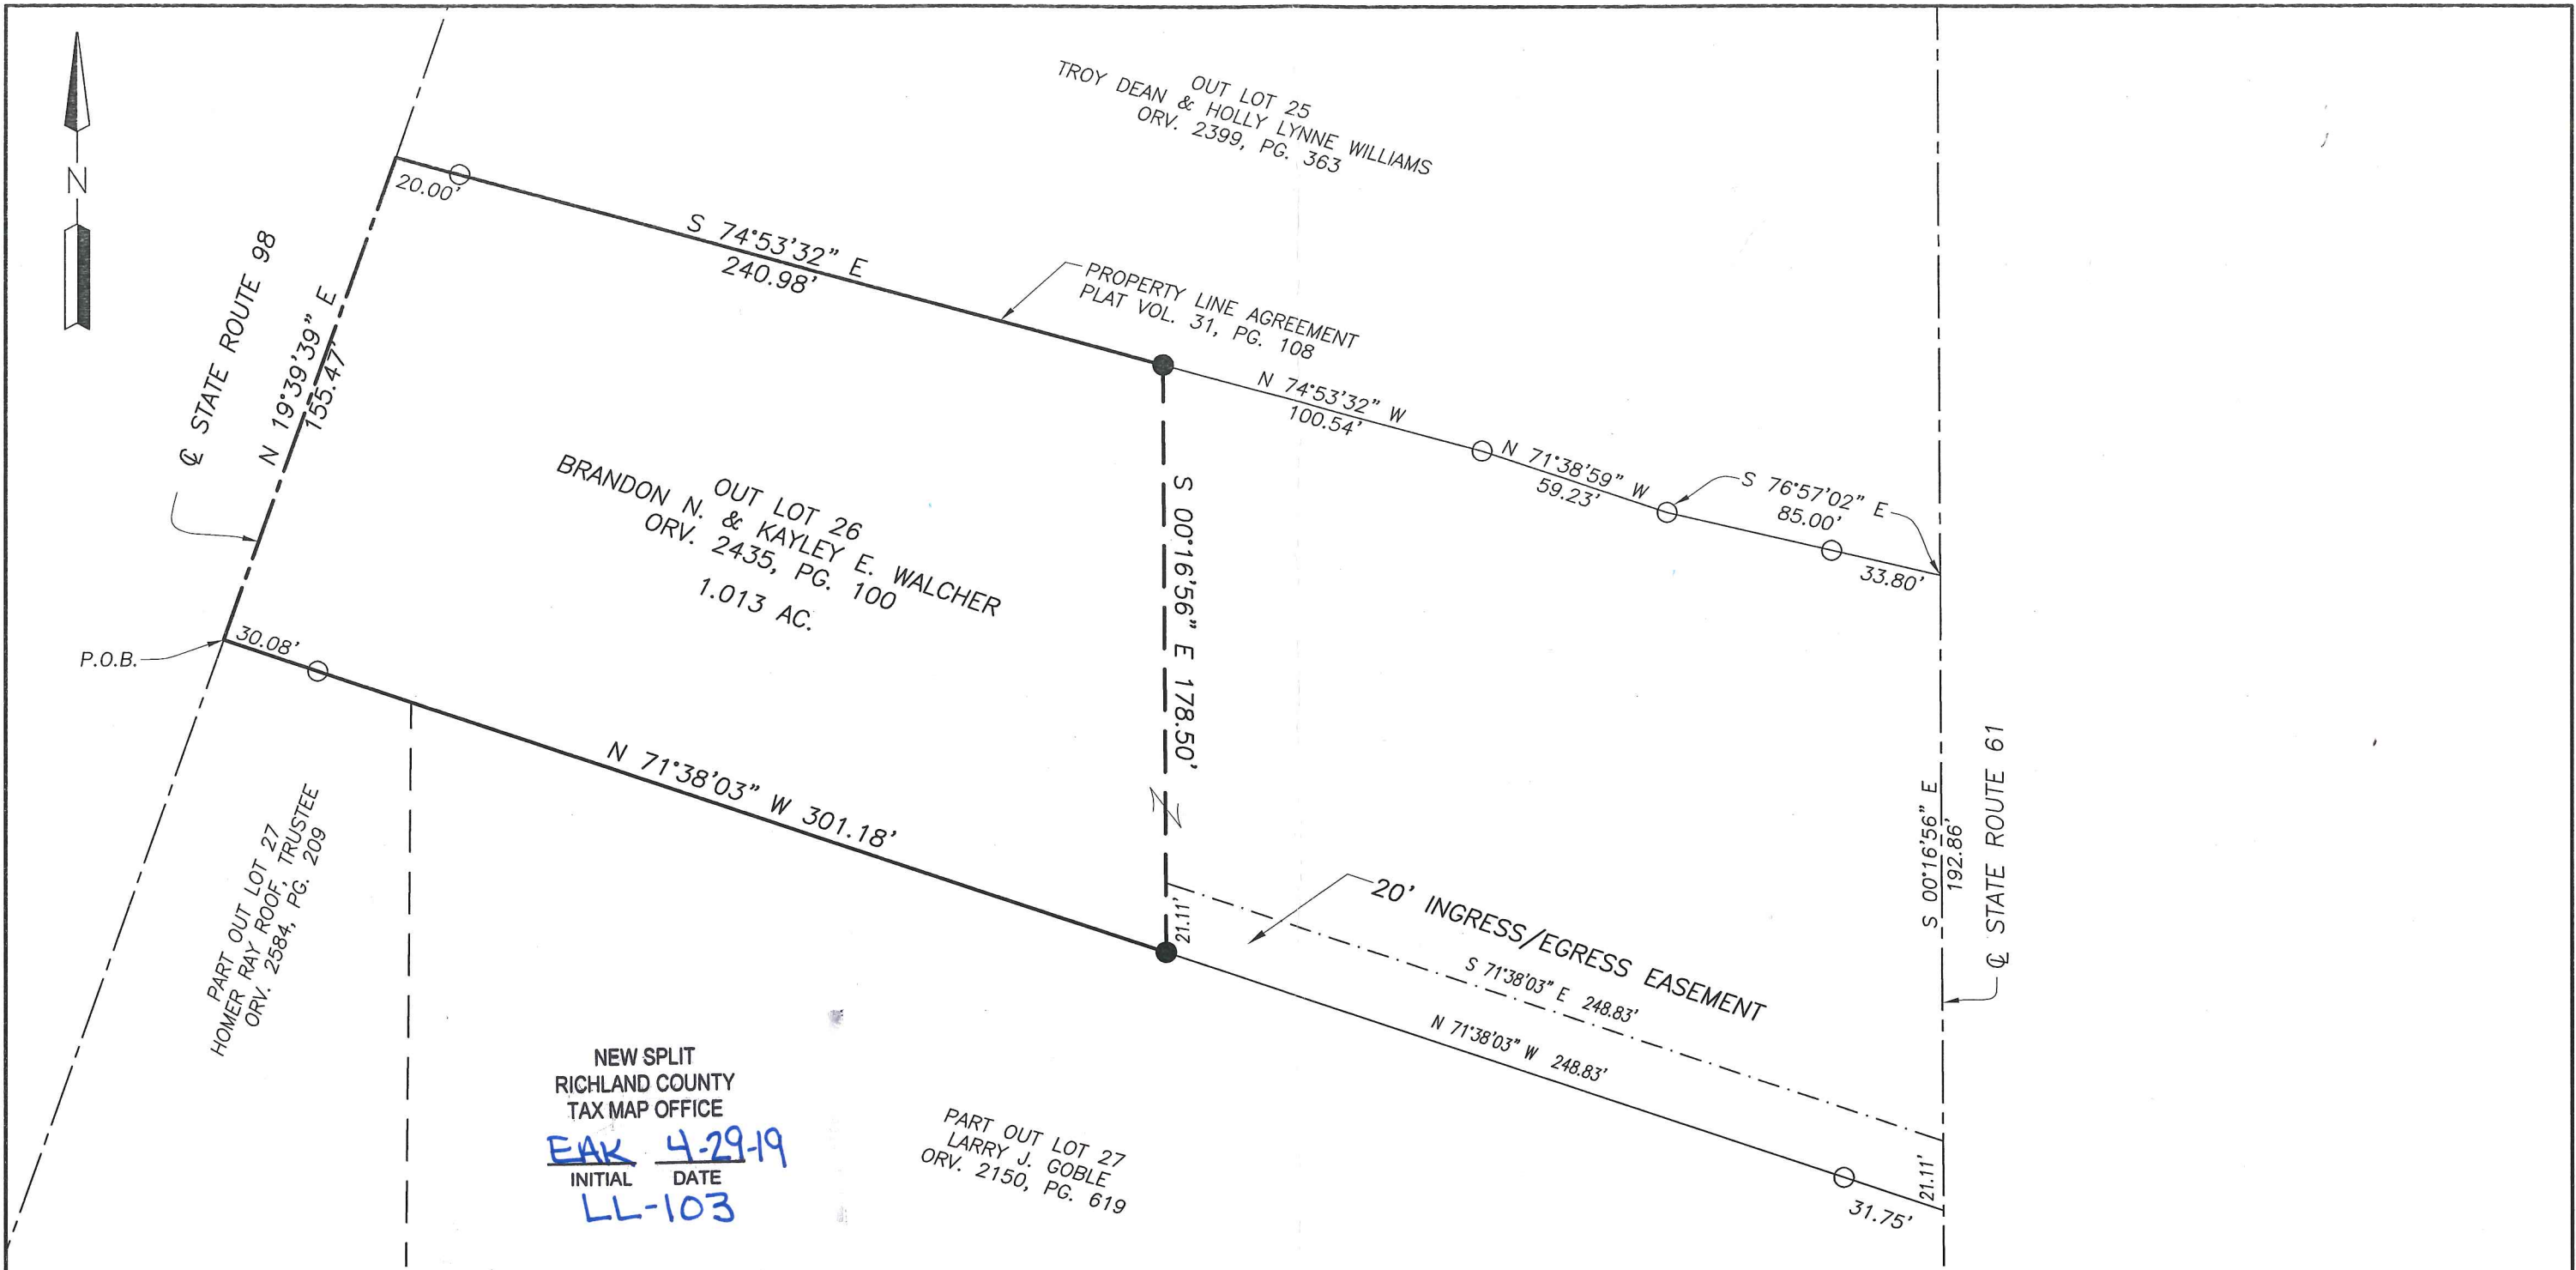 N
OUT LOT 25
TROY DEAN & HOLLY LYNNE WILLIAMS
ORV. 2399, PG. 363
20.00'
S 74°53'32" E
240.98'
PROPERTY LINE AGREEMENT
PLAT VOL. 31, PG. 108
℄ STATE ROUTE 98
N 19°39'39" E
155.47'
N 74°53'32" W
100.54'
N 71°38'59" W
59.23'
S 76°57'02" E
85.00'
33.80'
OUT LOT 26
BRANDON N. & KAYLEY E. WALCHER
ORV. 2435, PG. 100
1.013 AC.
S 00°16'56" E 178.50'
P.O.B.
30.08'
N 71°38'03" W 301.18'
21.11'
20' INGRESS/EGRESS EASEMENT
S 71°38'03" E 248.83'
N 71°38'03" W 248.83'
S 00°16'56" E
192.86'
℄ STATE ROUTE 61
21.11'
31.75'
PART OUT LOT 27
HOMER RAY ROOF, TRUSTEE
ORV. 2584, PG. 209
NEW SPLIT
RICHLAND COUNTY
TAX MAP OFFICE
EAK 4-29-19
INITIAL DATE
LL-103
PART OUT LOT 27
LARRY J. GOBLE
ORV. 2150, PG. 619